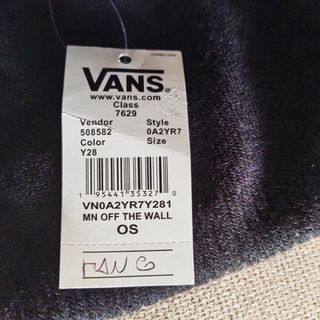 VANS
www.vans.com
Class
7629
Vendor Style
508582 0A2YR7
Color Size
Y28
1 95441 35327 0
VN0A2YR7Y281
MN OFF THE WALL
OS